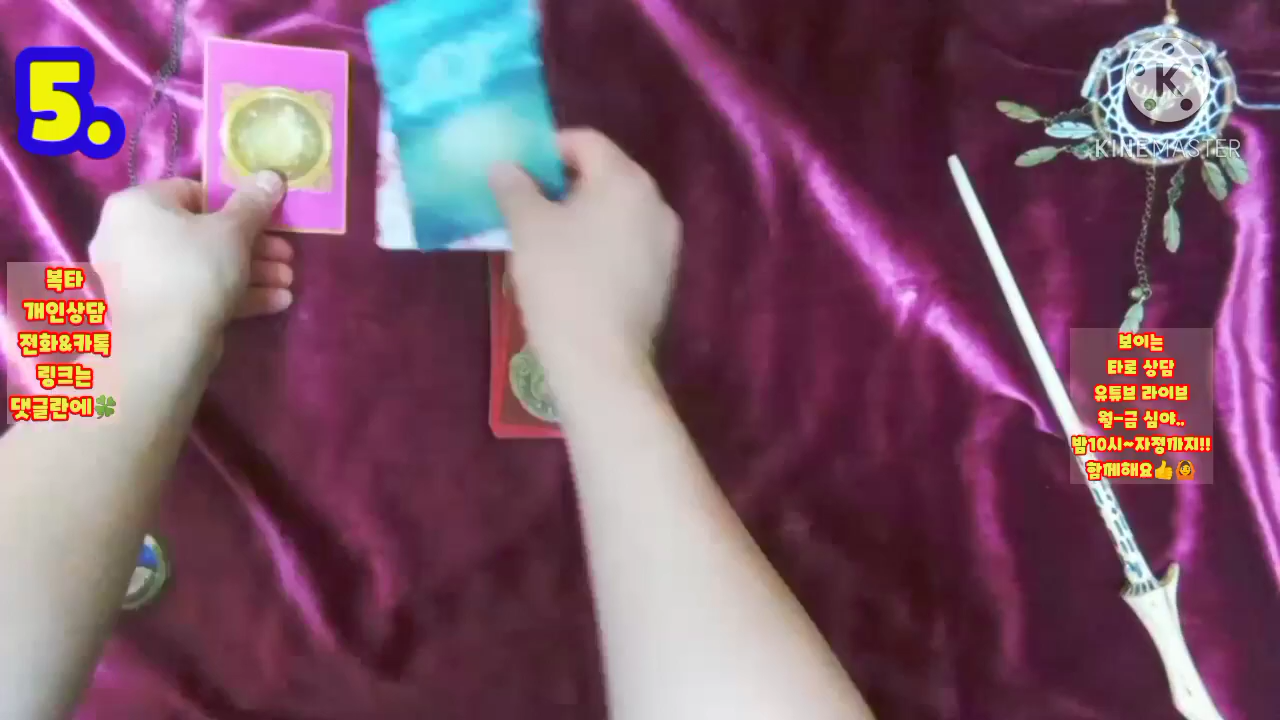 5.
복타
개인상담
전화&카톡
링크는
댓글란에🍀
KINEMASTER
보이는
타로 상담
유튜브 라이브
월-금 심야..
밤10시~자정까지!!
함께해요👍🙆